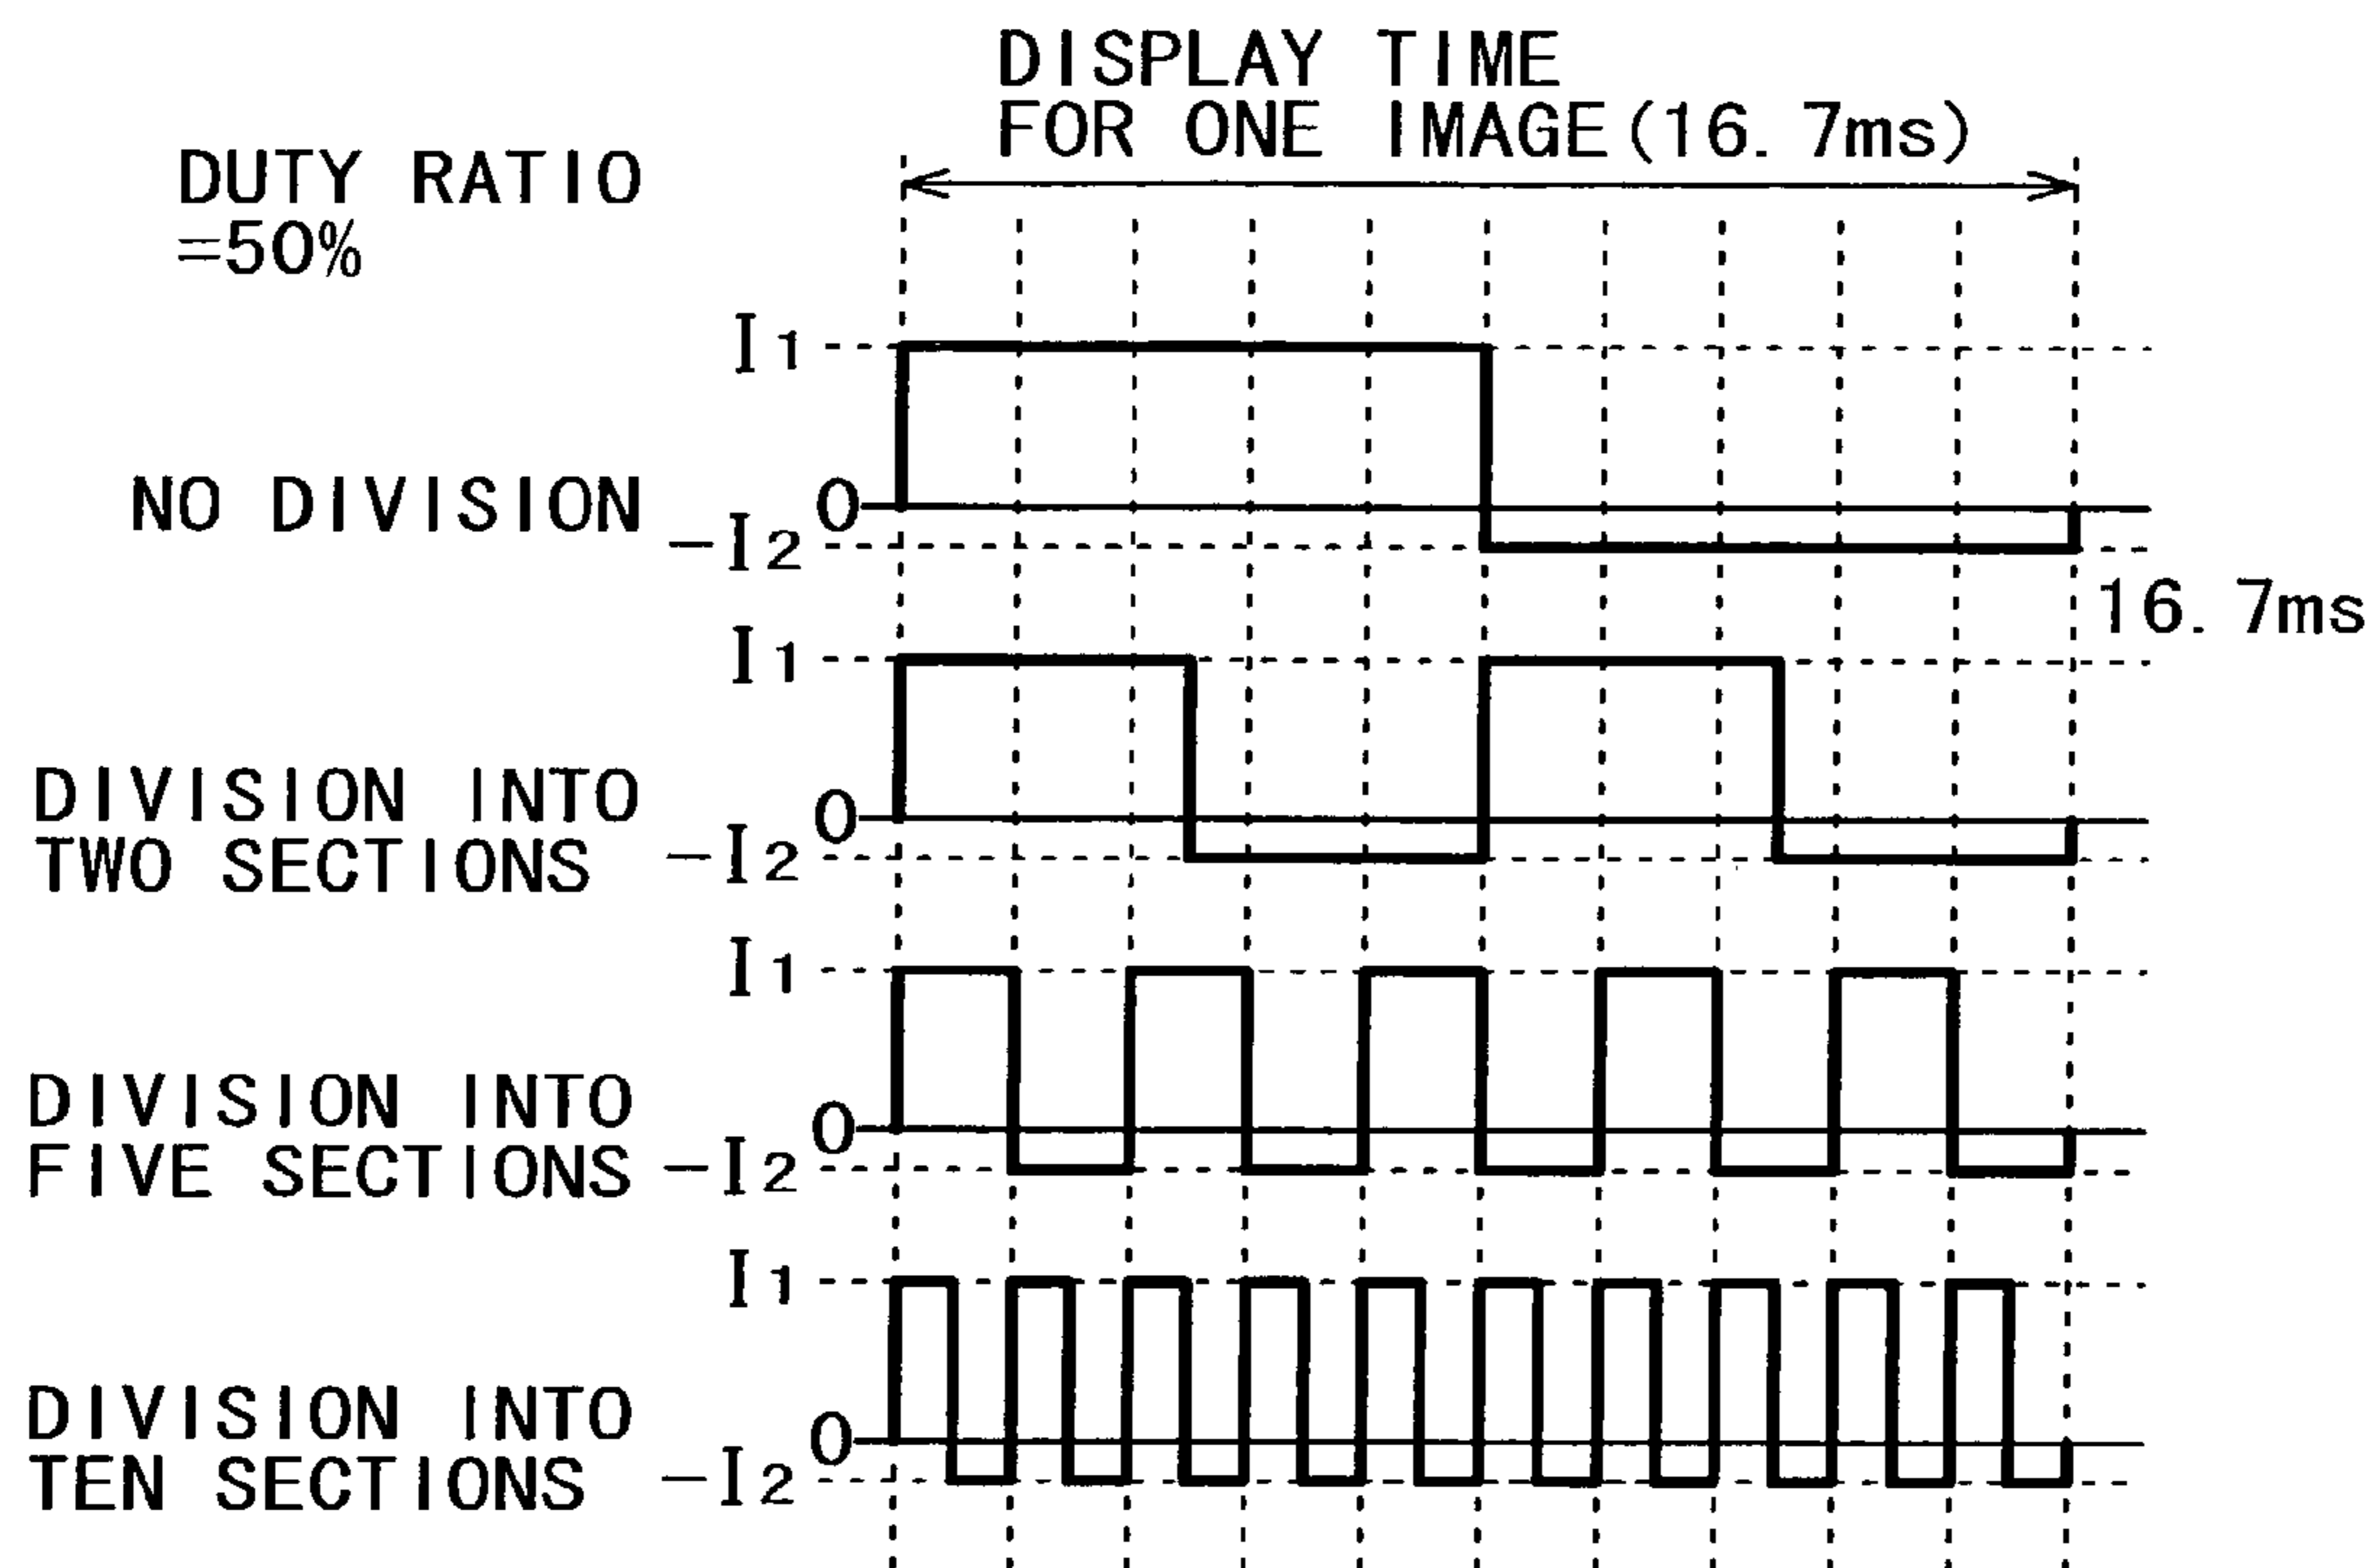 DISPLAY TIME
FOR ONE IMAGE(16.7ms)
DUTY RATIO
=50%
I1
NO DIVISION
0
-I2
16.7ms
I1
DIVISION INTO
TWO SECTIONS
0
-I2
I1
DIVISION INTO
FIVE SECTIONS
0
-I2
I1
DIVISION INTO
TEN SECTIONS
0
-I2